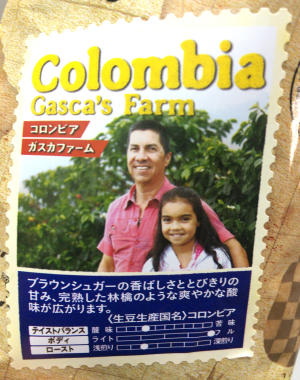 Colombia
Gasca's Farm
コロンビア
ガスカファーム
ブラウンシュガーの香ばしさととびきりの
甘み、完熟した林檎のような爽やかな酸
味が広がります。
〈生豆生産国名〉コロンビア
テイストバランス 酸味 苦味
ボディ ライト フル
ロースト 浅煎り 深煎り